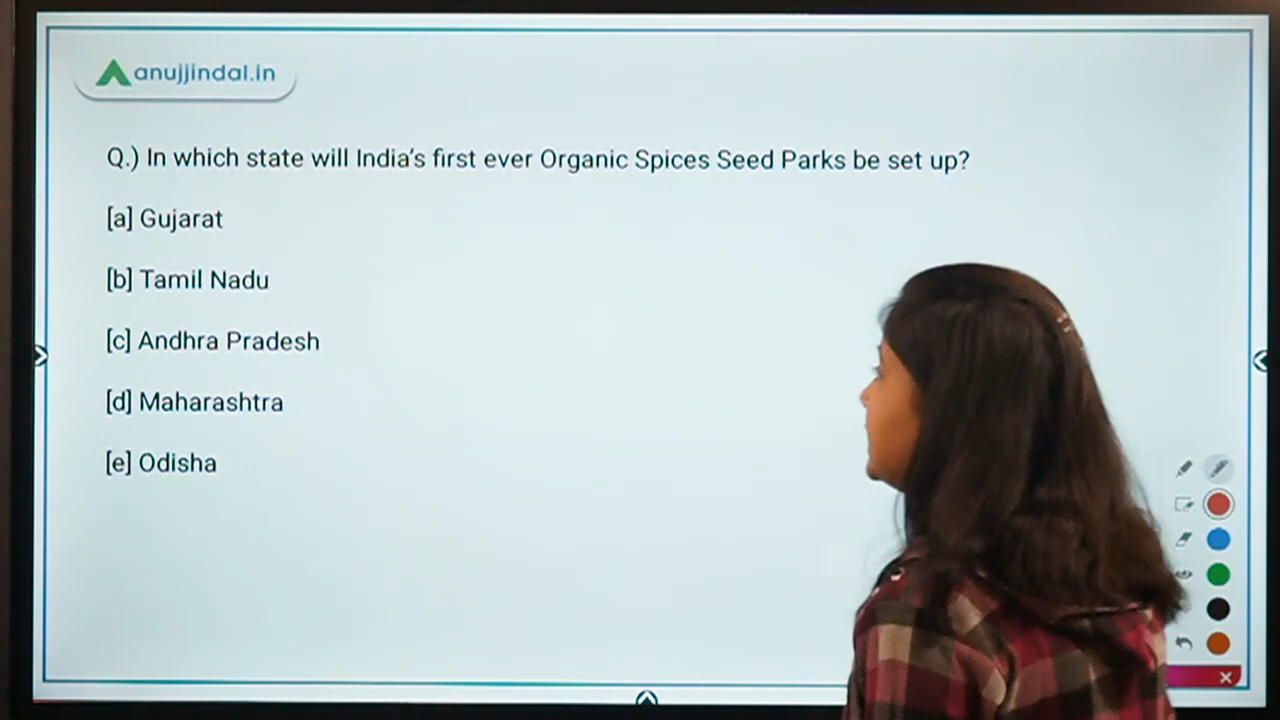 anujjindal.in
Q.) In which state will India's first ever Organic Spices Seed Parks be set up?
[a] Gujarat
[b] Tamil Nadu
[c] Andhra Pradesh
[d] Maharashtra
[e] Odisha